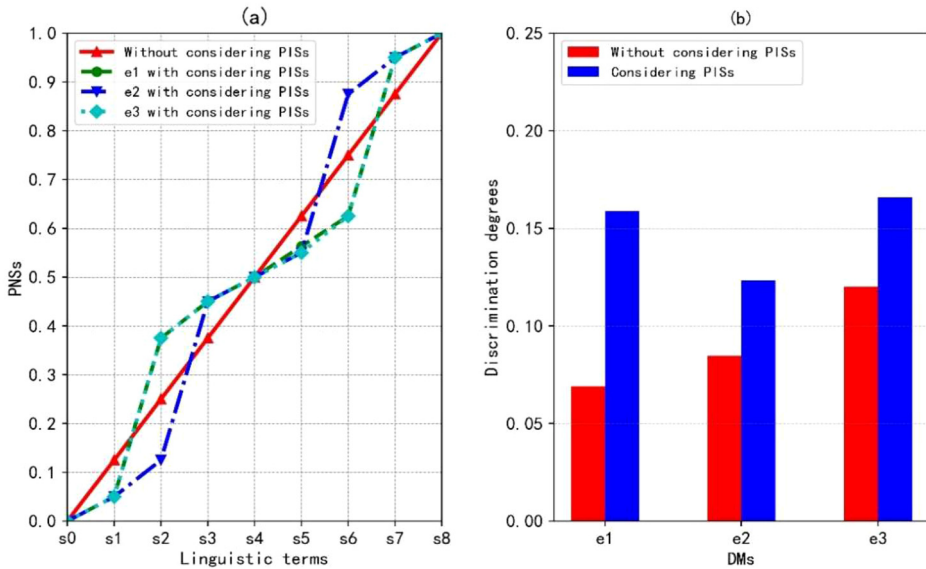 (a)
1.0
0.9
0.8
0.7
0.6
0.5
0.4
0.3
0.2
0.1
0.0
PNSs
Without considering PISs
e1 with considering PISs
e2 with considering PISs
e3 with considering PISs
s0 s1 s2 s3 s4 s5 s6 s7 s8
Linguistic terms
(b)
0.25
0.20
0.15
0.10
0.05
0.00
Discrimination degrees
Without considering PISs
Considering PISs
e1 e2 e3
DMs